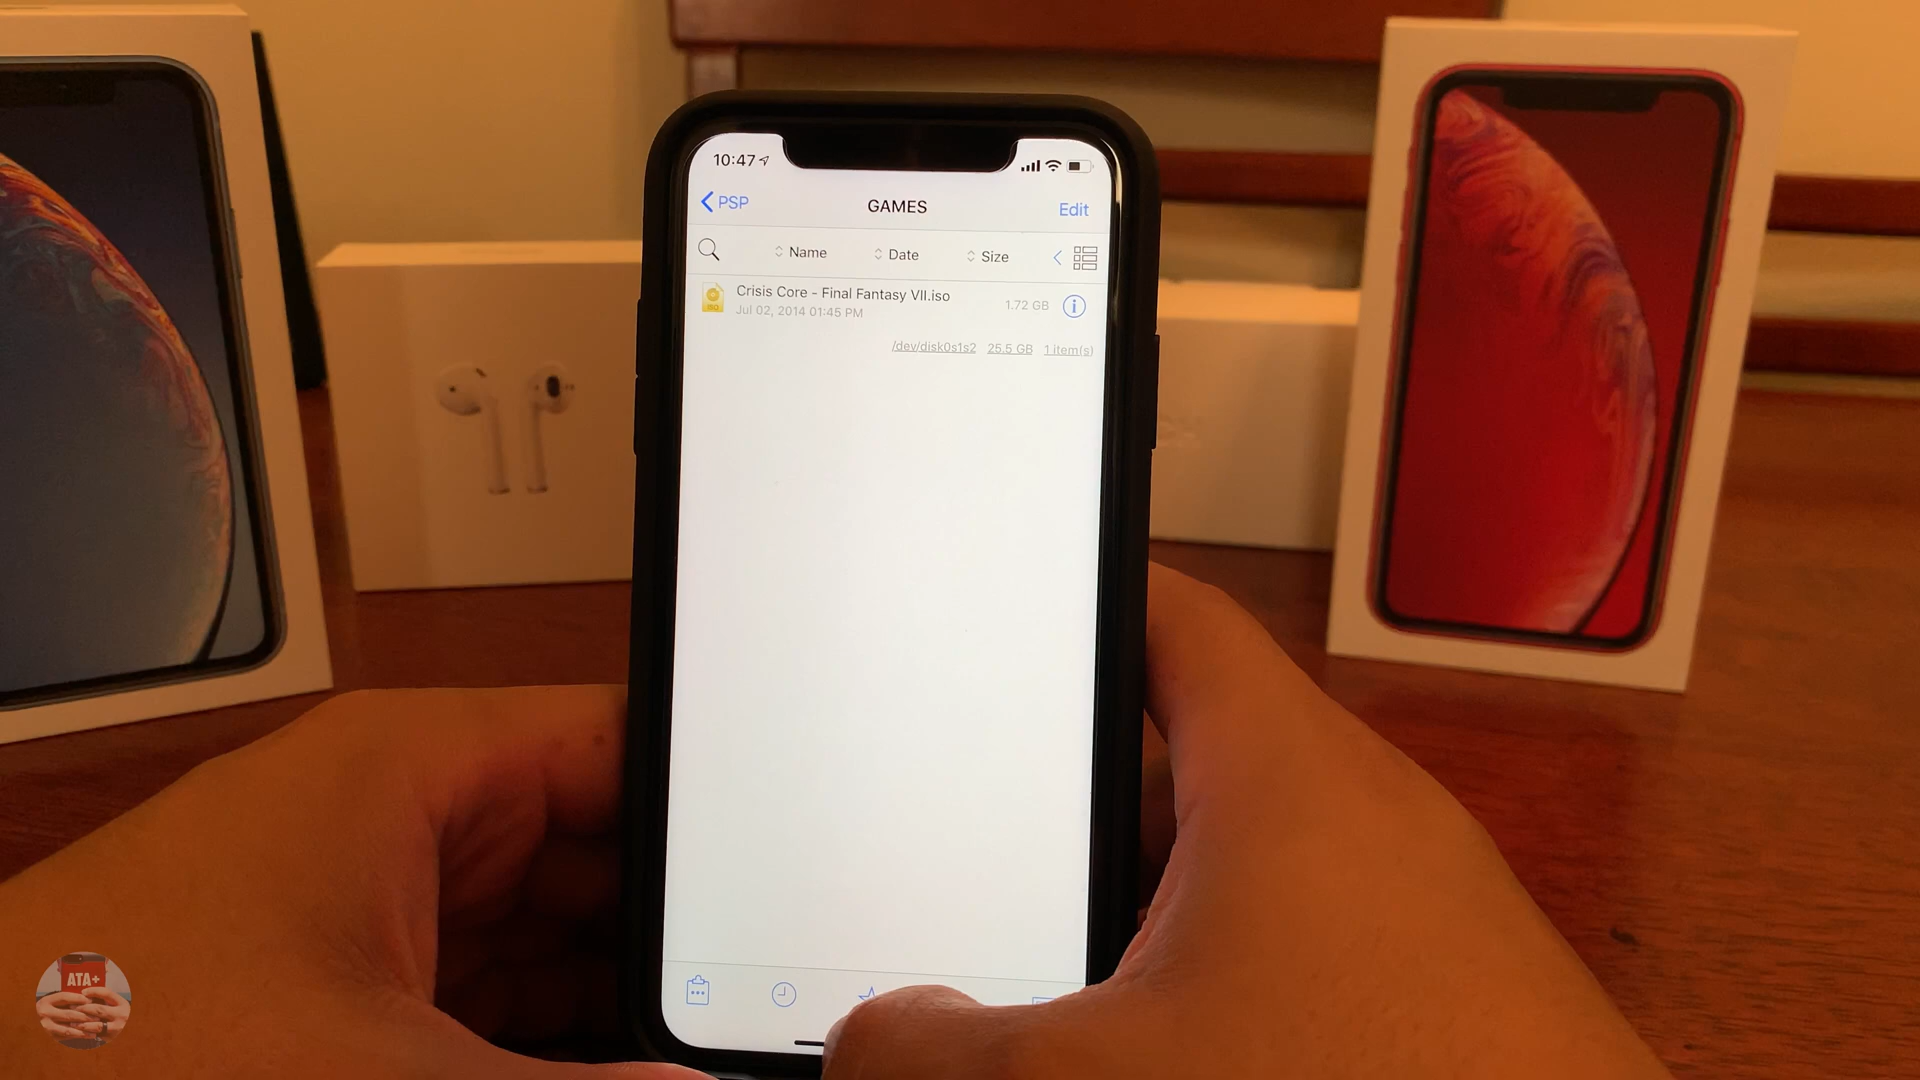 10:47
PSP
GAMES
Edit
Name
Date
Size
Crisis Core - Final Fantasy VII.iso
1.72 GB
Jul 02, 2014 01:45 PM
ISO
/dev/disk0s1s2 25.5 GB 1 item(s)
ATA+